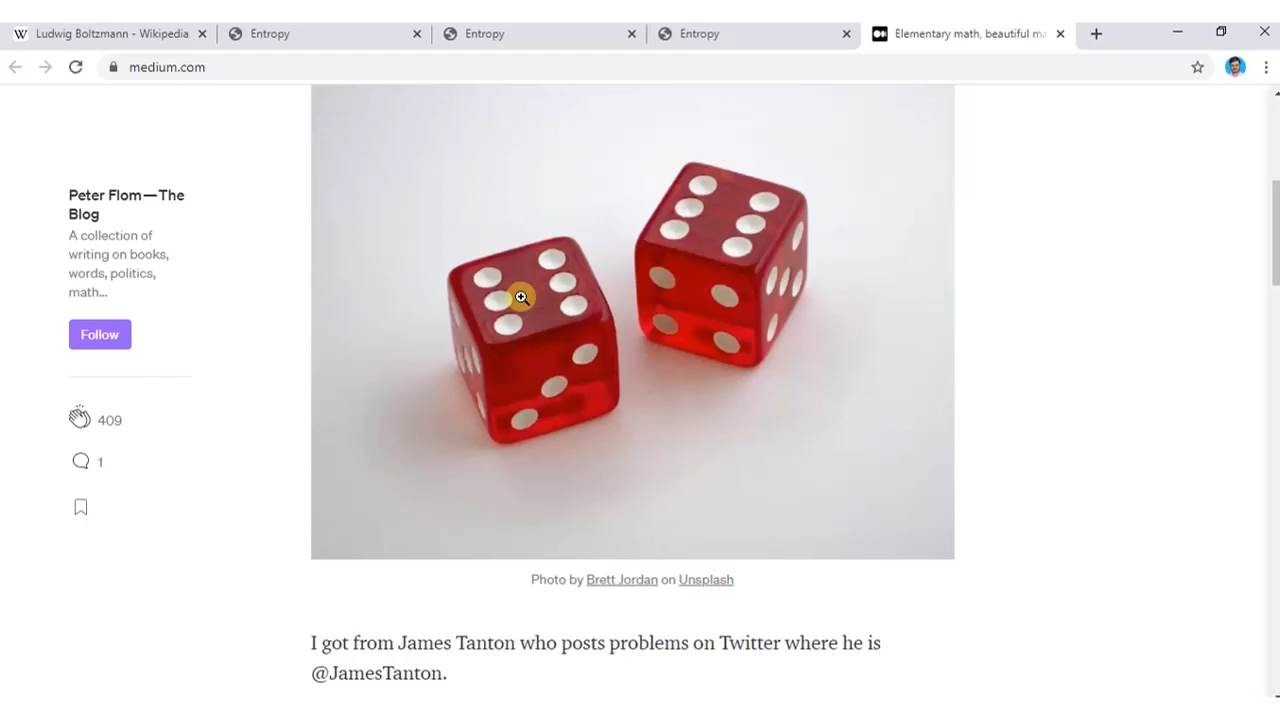 Ludwig Boltzmann - Wikipedia
Entropy
Entropy
Entropy
Elementary math, beautiful ma
medium.com
Peter Flom — The
Blog
A collection of
writing on books,
words, politics,
math...
Follow
409
1
Photo by Brett Jordan on Unsplash
I got from James Tanton who posts problems on Twitter where he is
@JamesTanton.